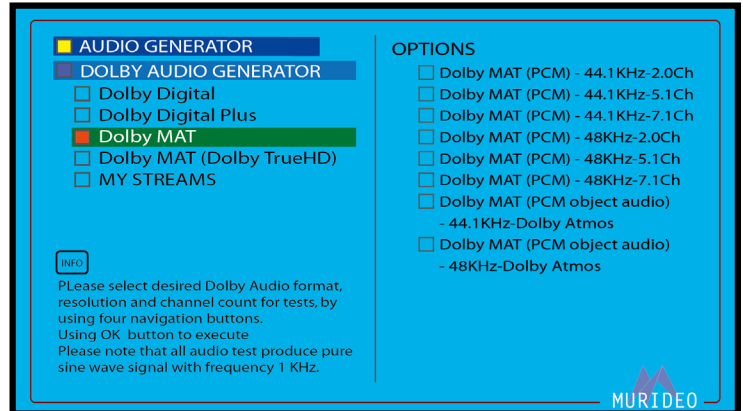 AUDIO GENERATOR
DOLBY AUDIO GENERATOR
Dolby Digital
Dolby Digital Plus
Dolby MAT
Dolby MAT (Dolby TrueHD)
MY STREAMS
INFO
PLease select desired Dolby Audio format,
resolution and channel count for tests, by
using four navigation buttons.
Using OK button to execute
Please note that all audio test produce pure
sine wave signal with frequency 1 KHz.
OPTIONS
Dolby MAT (PCM) - 44.1KHz-2.0Ch
Dolby MAT (PCM) - 44.1KHz-5.1Ch
Dolby MAT (PCM) - 44.1KHz-7.1Ch
Dolby MAT (PCM) - 48KHz-2.0Ch
Dolby MAT (PCM) - 48KHz-5.1Ch
Dolby MAT (PCM) - 48KHz-7.1Ch
Dolby MAT (PCM object audio)
- 44.1KHz-Dolby Atmos
Dolby MAT (PCM object audio)
- 48KHz-Dolby Atmos
MURIDEO